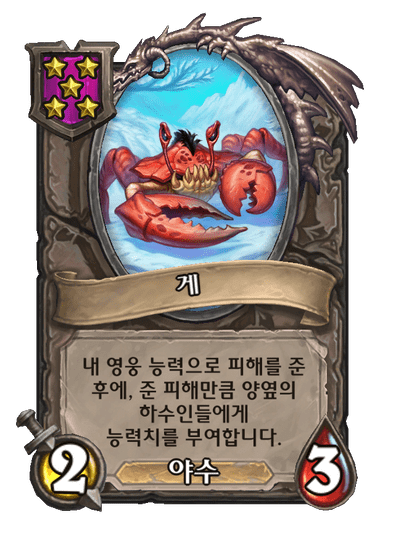 게
내 영웅 능력으로 피해를 준
후에, 준 피해만큼 양옆의
하수인들에게
능력치를 부여합니다.
2
야수
3